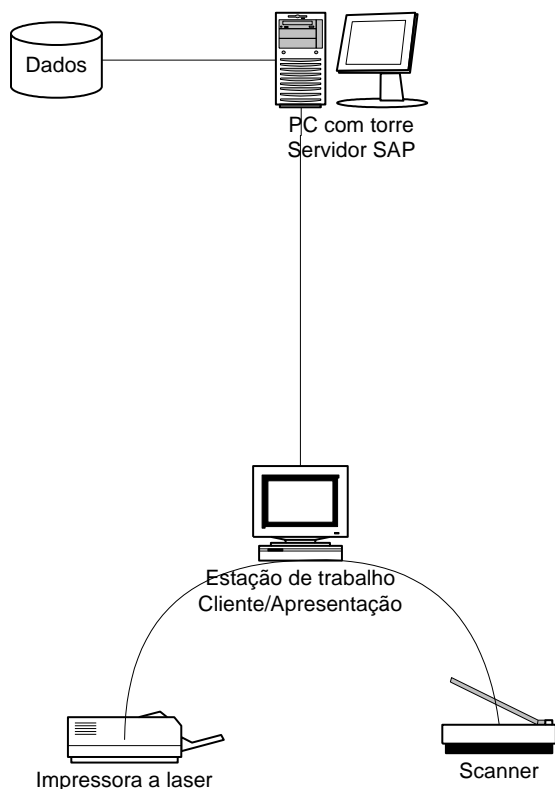 Dados
PC com torre
Servidor SAP
Estação de trabalho
Cliente/Apresentação
Impressora a laser
Scanner